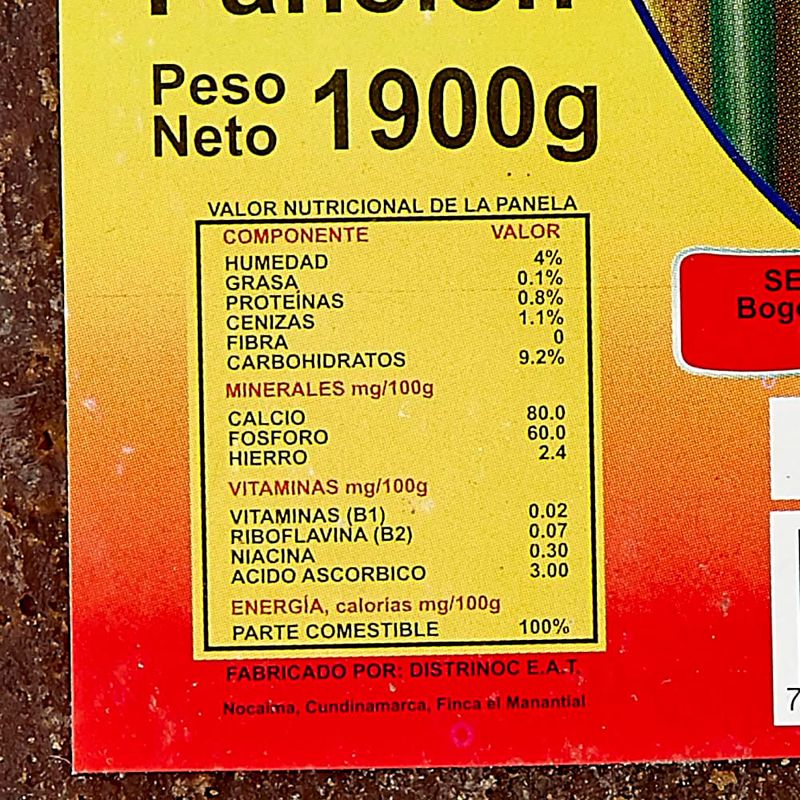 Peso
Neto 1900g
VALOR NUTRICIONAL DE LA PANELA
COMPONENTE VALOR
HUMEDAD 4%
GRASA 0.1%
PROTEÍNAS 0.8%
CENIZAS 1.1%
FIBRA 0
CARBOHIDRATOS 9.2%
MINERALES mg/100g
CALCIO 80.0
FOSFORO 60.0
HIERRO 2.4
VITAMINAS mg/100g
VITAMINAS (B1) 0.02
RIBOFLAVINA (B2) 0.07
NIACINA 0.30
ACIDO ASCORBICO 3.00
ENERGÍA, calorías mg/100g
PARTE COMESTIBLE 100%
FABRICADO POR: DISTRINOC E.A.T.
Nocaima, Cundinamarca, Finca el Manantial
SE
Bogo
7